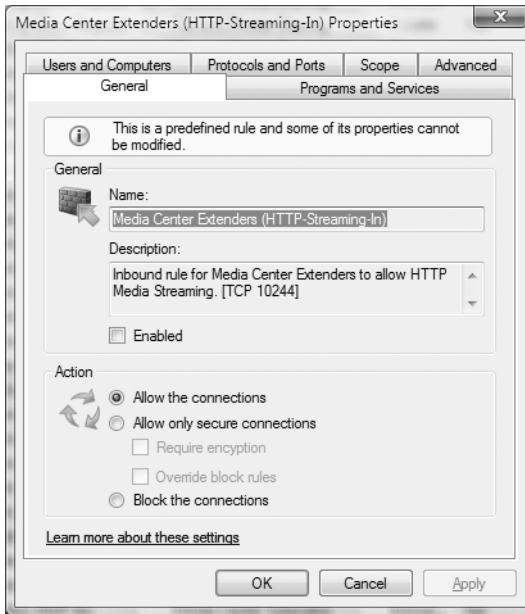 Media Center Extenders (HTTP-Streaming-In) Properties
x
Users and Computers
Protocols and Ports
Scope
Advanced
General
Programs and Services
This is a predefined rule and some of its properties cannot
be modified.
General
Name:
Media Center Extenders (HTTP-Streaming-In)
Description:
Inbound rule for Media Center Extenders to allow HTTP
Media Streaming. [TCP 10244]
Enabled
Action
Allow the connections
Allow only secure connections
Require encryption
Override block rules
Block the connections
Learn more about these settings
OK
Cancel
Apply